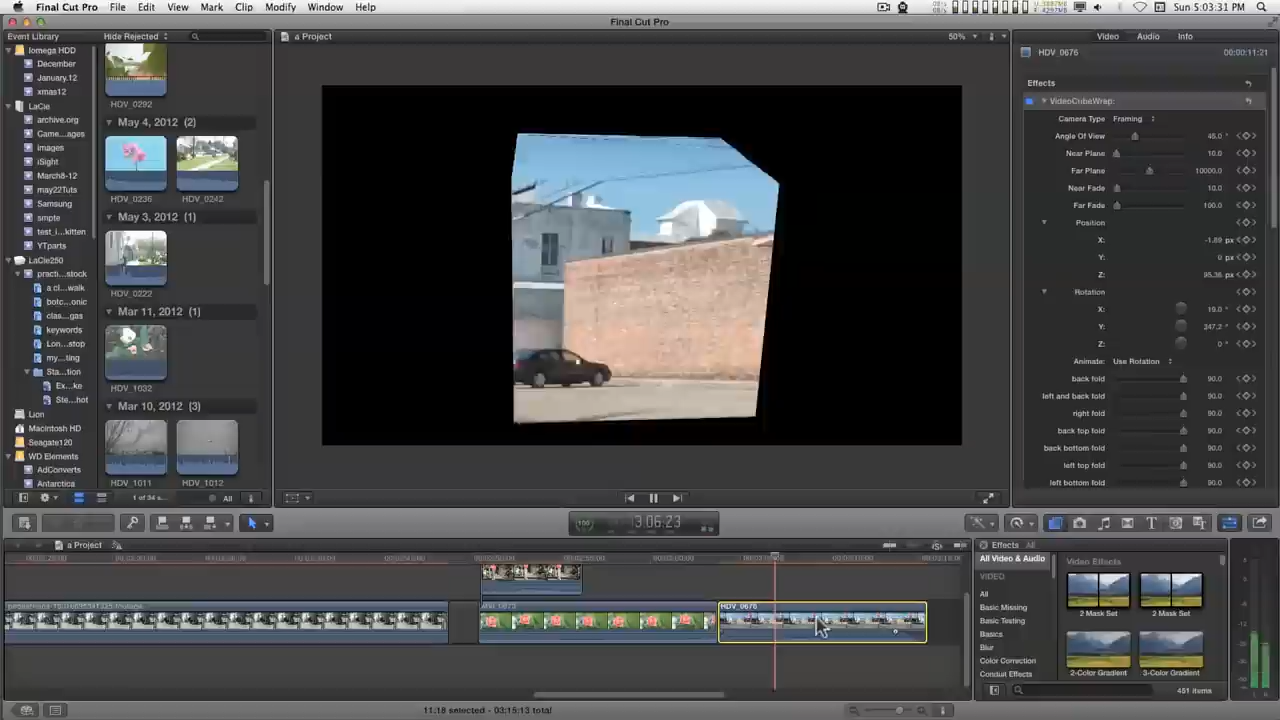 Final Cut Pro File Edit View Mark Clip Modify Window Help Sun 5:03:31 PM
Final Cut Pro
Event Library Hide Rejected a Project 50% Video Audio Info
Iomega HDD
December
January.12
xmas12
LaCie
archive.org
Came...ages
images
iSight
March8-12
may22Tuts
Samsung
smpte
test_i...kitten
YTparts
LaCie250
practi...stock
a cl...walk
botc...onic
clas...gas
keywords
Lon...stop
my...ting
Sta...tion
Ex...ke
Ste...hot
Lion
Macintosh HD
Seagate120
WD Elements
AdConverts
Antarctica
HDV_0292
May 4, 2012 (2)
HDV_0236 HDV_0242
May 3, 2012 (1)
HDV_0222
Mar 11, 2012 (1)
HDV_1032
Mar 10, 2012 (3)
HDV_1011 HDV_1012
1 of 34 s... All
HDV_0676 00:00:11:21
Effects
VideoCubeWrap:
Camera Type Framing
Angle Of View 45.0 °
Near Plane 10.0
Far Plane 10000.0
Near Fade 10.0
Far Fade 100.0
Position
X: -1.89 px
Y: 0 px
Z: 95.36 px
Rotation
X: 19.0 °
Y: 347.2 °
Z: 0 °
Animate: Use Rotation
back fold 90.0
left and back fold 90.0
right fold 90.0
back top fold 90.0
back bottom fold 90.0
left top fold 90.0
left bottom fold 90.0
100 3:06:23
a Project
HDV_0676
Effects All
All Video & Audio
VIDEO
All
Basic Missing
Basic Testing
Basics
Blur
Color Correction
Conduit Effects
Video Effects
2 Mask Set 2 Mask Set
2-Color Gradient 3-Color Gradient
451 items
11:18 selected - 03:15:13 total